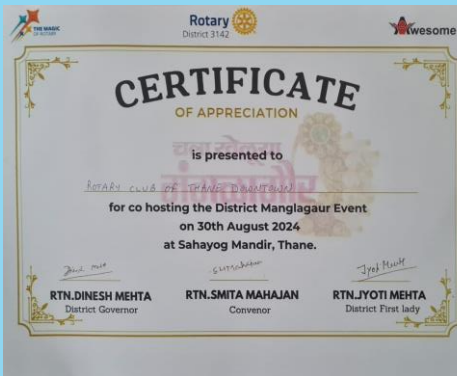 THE MAGIC
OF ROTARY
Rotary
District 3142
Awesome
CERTIFICATE
OF APPRECIATION
चला खेळूया
मंगळागौर
is presented to
ROTARY CLUB OF THANE DOWNTOWN
for co hosting the District Manglagaur Event
on 30th August 2024
at Sahayog Mandir, Thane.
RTN.DINESH MEHTA
District Governor
RTN.SMITA MAHAJAN
Convenor
RTN.JYOTI MEHTA
District First lady